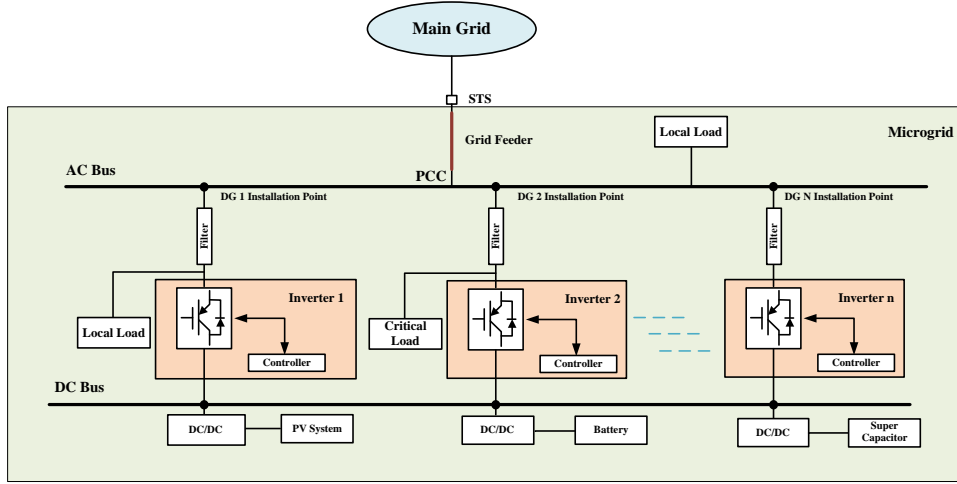 Main Grid
STS
Grid Feeder
Local Load
Microgrid
AC Bus
PCC
DG 1 Installation Point
DG 2 Installation Point
DG N Installation Point
Filter
Filter
Filter
Inverter 1
Inverter 2
Inverter n
Local Load
Critical
Load
Controller
Controller
Controller
DC Bus
DC/DC
PV System
DC/DC
Battery
DC/DC
Super
Capacitor